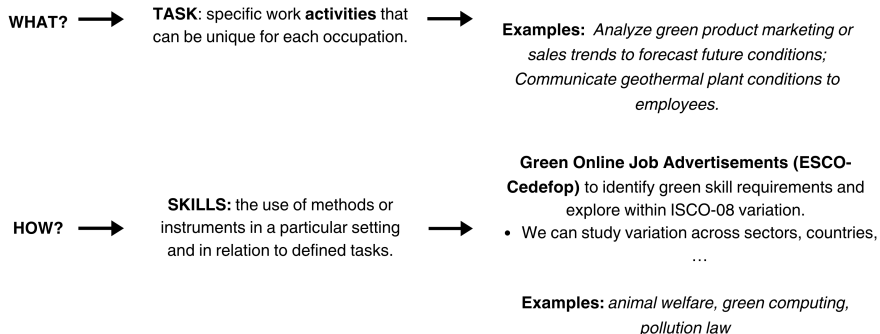 WHAT?
TASK: specific work activities that
can be unique for each occupation.
Examples: Analyze green product marketing or
sales trends to forecast future conditions;
Communicate geothermal plant conditions to
employees.
HOW?
SKILLS: the use of methods or
instruments in a particular setting
and in relation to defined tasks.
Green Online Job Advertisements (ESCO-
Cedefop) to identify green skill requirements and
explore within ISCO-08 variation.
• We can study variation across sectors, countries,
...
Examples: animal welfare, green computing,
pollution law